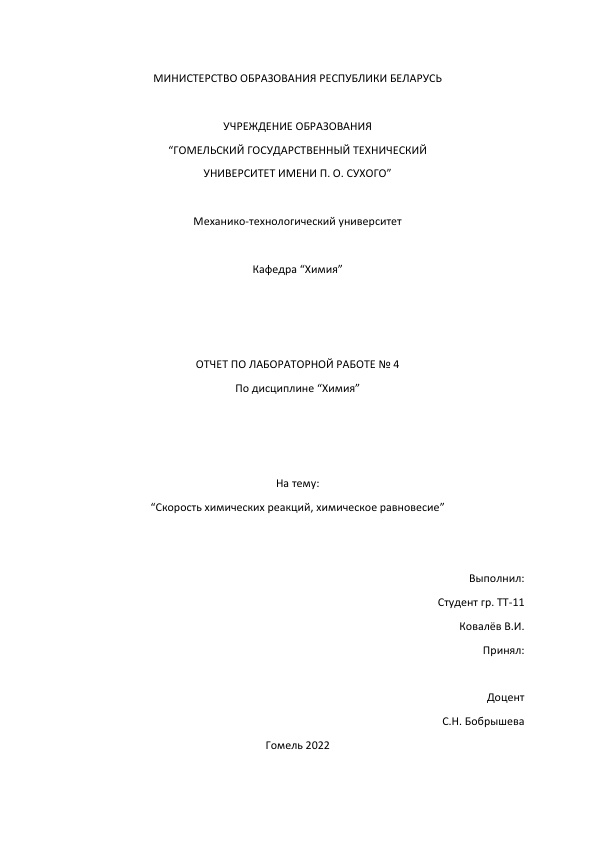 МИНИСТЕРСТВО ОБРАЗОВАНИЯ РЕСПУБЛИКИ БЕЛАРУСЬ
УЧРЕЖДЕНИЕ ОБРАЗОВАНИЯ
“ГОМЕЛЬСКИЙ ГОСУДАРСТВЕННЫЙ ТЕХНИЧЕСКИЙ
УНИВЕРСИТЕТ ИМЕНИ П. О. СУХОГО”
Механико-технологический университет
Кафедра “Химия”
ОТЧЕТ ПО ЛАБОРАТОРНОЙ РАБОТЕ № 4
По дисциплине “Химия”
На тему:
“Скорость химических реакций, химическое равновесие”
Выполнил:
Студент гр. ТТ-11
Ковалёв В.И.
Принял:
Доцент
С.Н. Бобрышева
Гомель 2022